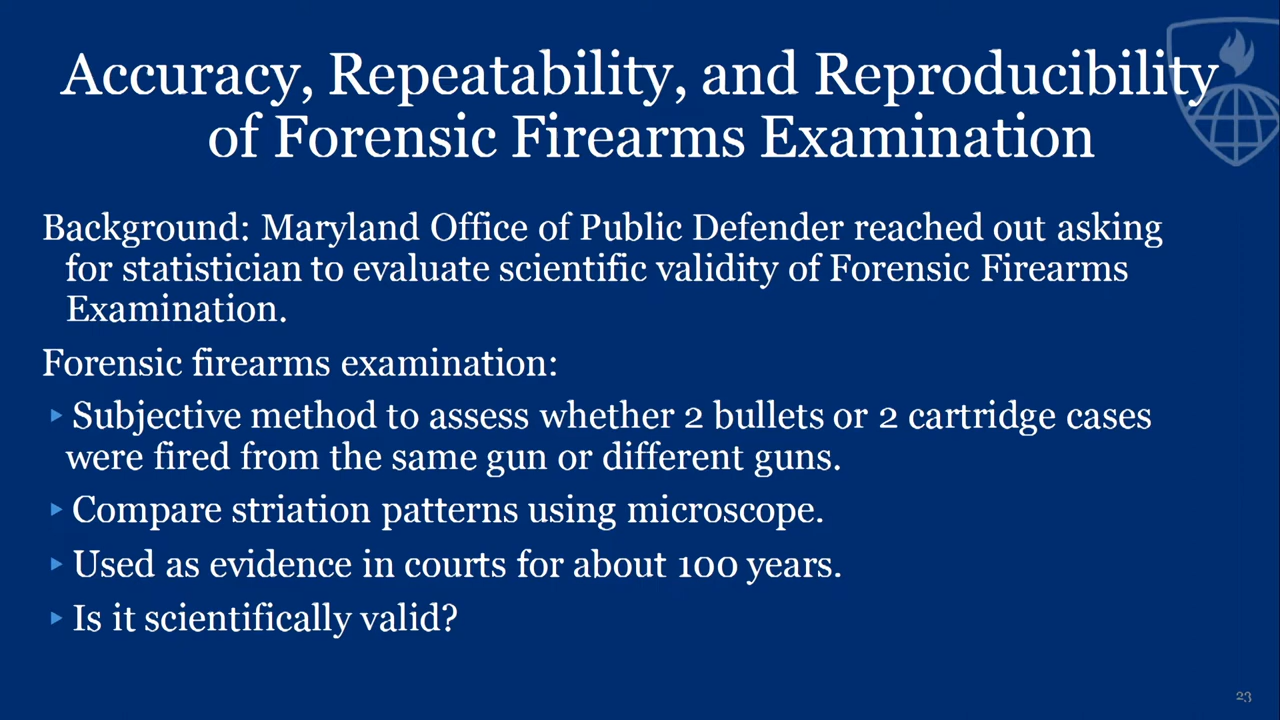 Accuracy, Repeatability, and Reproducibility
of Forensic Firearms Examination
Background: Maryland Office of Public Defender reached out asking
for statistician to evaluate scientific validity of Forensic Firearms
Examination.
Forensic firearms examination:
▸ Subjective method to assess whether 2 bullets or 2 cartridge cases
were fired from the same gun or different guns.
▸ Compare striation patterns using microscope.
▸ Used as evidence in courts for about 100 years.
▸ Is it scientifically valid?
23